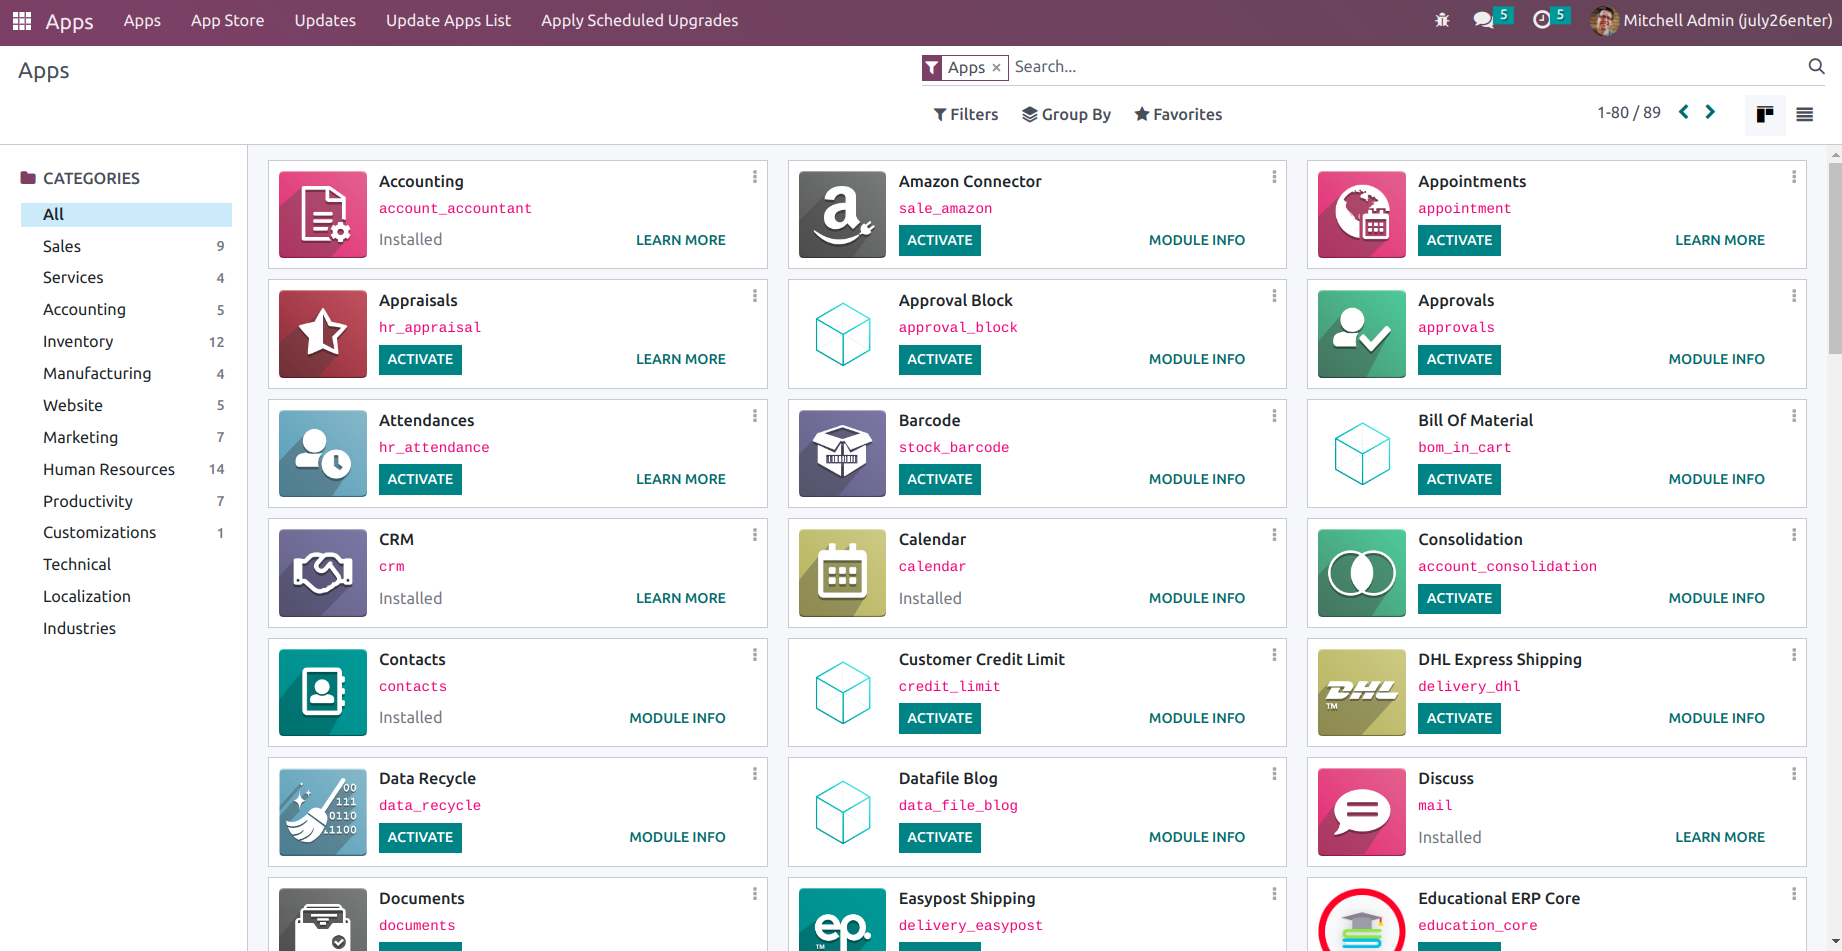 Apps Apps App Store Updates Update Apps List Apply Scheduled Upgrades 5 5 Mitchell Admin (july26enter)
Apps
Apps × Search...
Filters Group By Favorites 1-80 / 89
CATEGORIES
All
Sales 9
Services 4
Accounting 5
Inventory 12
Manufacturing 4
Website 5
Marketing 7
Human Resources 14
Productivity 7
Customizations 1
Technical
Localization
Industries
Accounting
account_accountant
Installed LEARN MORE
Amazon Connector
sale_amazon
ACTIVATE MODULE INFO
Appointments
appointment
ACTIVATE LEARN MORE
Appraisals
hr_appraisal
ACTIVATE LEARN MORE
Approval Block
approval_block
ACTIVATE MODULE INFO
Approvals
approvals
ACTIVATE MODULE INFO
Attendances
hr_attendance
ACTIVATE LEARN MORE
Barcode
stock_barcode
ACTIVATE MODULE INFO
Bill Of Material
bom_in_cart
ACTIVATE MODULE INFO
CRM
crm
Installed LEARN MORE
Calendar
calendar
Installed MODULE INFO
Consolidation
account_consolidation
ACTIVATE MODULE INFO
Contacts
contacts
Installed MODULE INFO
Customer Credit Limit
credit_limit
ACTIVATE MODULE INFO
DHL
TM
DHL Express Shipping
delivery_dhl
ACTIVATE MODULE INFO
00
111
0110
11100
Data Recycle
data_recycle
ACTIVATE MODULE INFO
Datafile Blog
data_file_blog
ACTIVATE MODULE INFO
Discuss
mail
Installed LEARN MORE
Documents
documents
ep.
TM
Easypost Shipping
delivery_easypost
Educational ERP Core
education_core